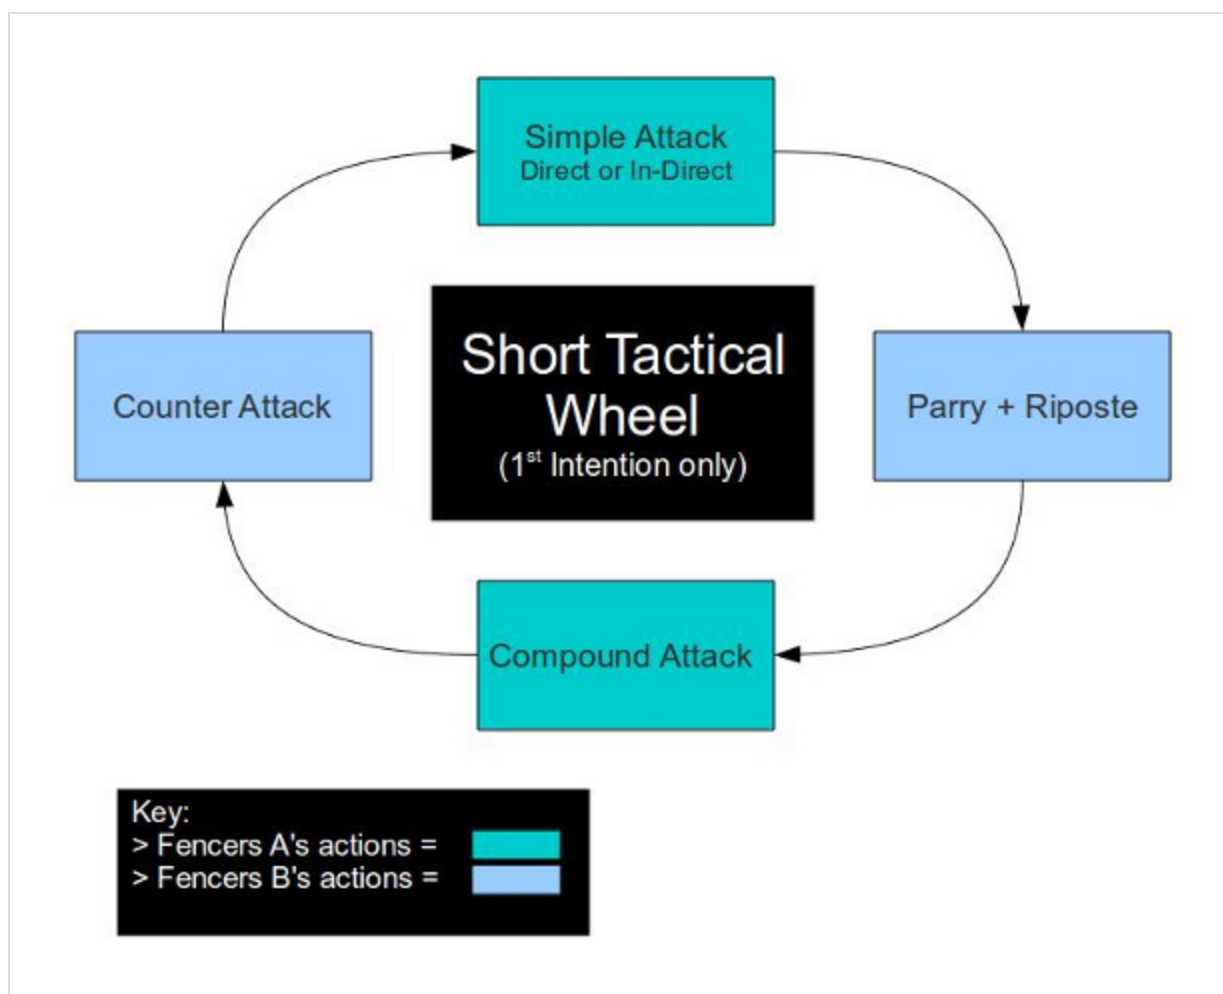 Simple Attack
Direct or In-Direct
Short Tactical
Wheel
(1st Intention only)
Counter Attack
Parry + Riposte
Compound Attack
Key:
> Fencers A's actions =
> Fencers B's actions =